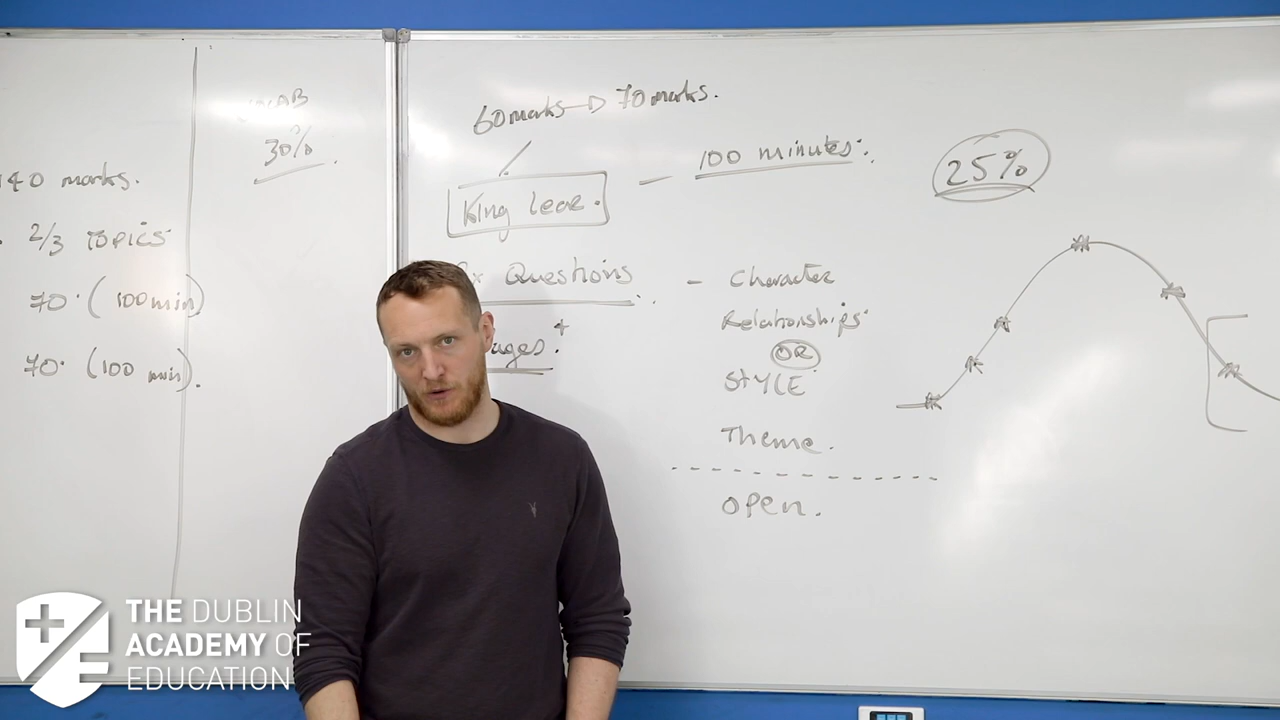 40 marks.
2/3 Topics
70. (100 min)
70. (100 min).
30%
60 marks → 70 marks.
King Lear.
100 minutes.
25%
Questions
- Character
Relationships
OR
STYLE
Theme.
OPEN.
THE DUBLIN
ACADEMY OF
EDUCATION